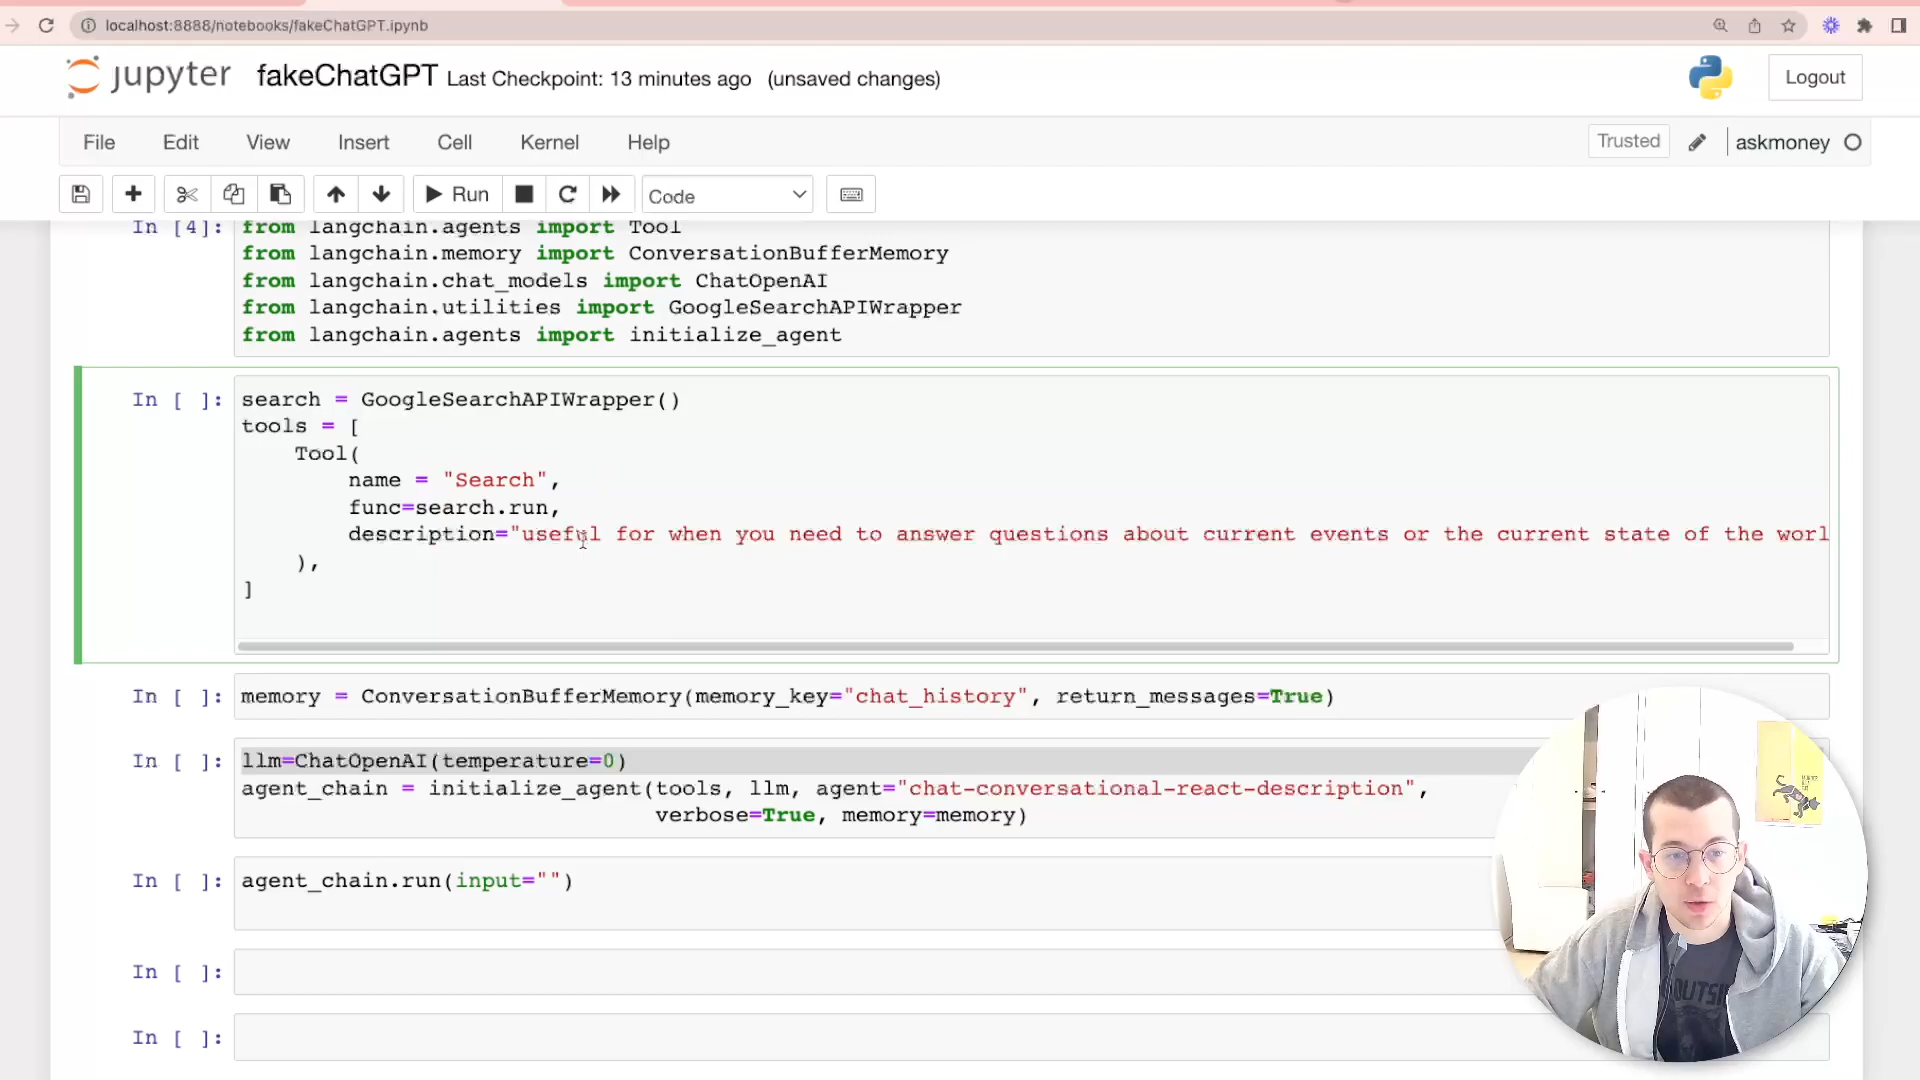 localhost:8888/notebooks/fakeChatGPT.ipynb
jupyter fakeChatGPT Last Checkpoint: 13 minutes ago (unsaved changes)
Logout
File Edit View Insert Cell Kernel Help
Trusted askmoney
Run
Code
In [4]: from langchain.agents import Tool
from langchain.memory import ConversationBufferMemory
from langchain.chat_models import ChatOpenAI
from langchain.utilities import GoogleSearchAPIWrapper
from langchain.agents import initialize_agent
In [ ]: search = GoogleSearchAPIWrapper()
tools = [
    Tool(
        name = "Search",
        func=search.run,
        description="useful for when you need to answer questions about current events or the current state of the worl
    ),
]
In [ ]: memory = ConversationBufferMemory(memory_key="chat_history", return_messages=True)
In [ ]: llm=ChatOpenAI(temperature=0)
agent_chain = initialize_agent(tools, llm, agent="chat-conversational-react-description",
                               verbose=True, memory=memory)
In [ ]: agent_chain.run(input="")
In [ ]:
In [ ]: